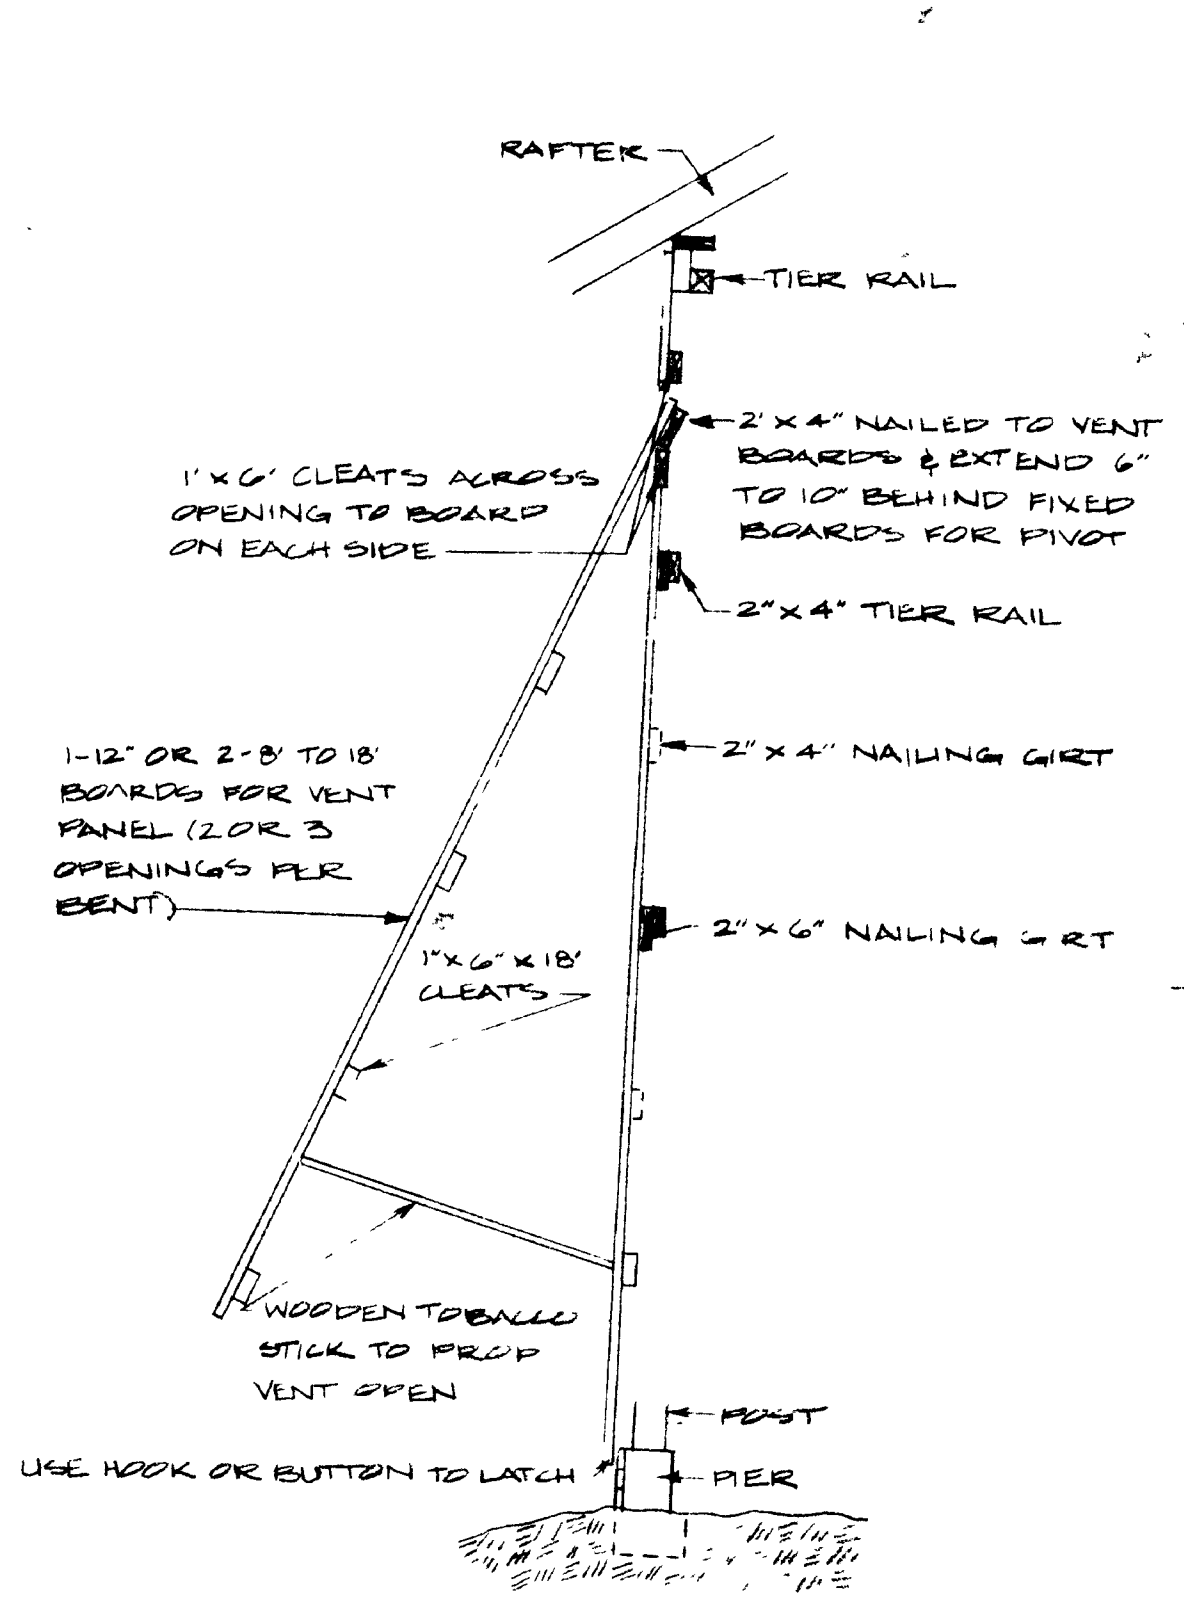 RAFTER
TIER RAIL
2' X 4" NAILED TO VENT
BOARDS & EXTEND 6"
TO 10" BEHIND FIXED
BOARDS FOR PIVOT
1' X 6' CLEATS ACROSS
OPENING TO BOARD
ON EACH SIDE
2" X 4" TIER RAIL
2" X 4" NAILING GIRT
1-12" OR 2-8' TO 18'
BOARDS FOR VENT
PANEL (2 OR 3
OPENINGS PER
BENT)
2" X 6" NAILING G RT
1" X 6" X 18'
CLEATS
WOODEN TOBACCO
STICK TO PROP
VENT OPEN
POST
USE HOOK OR BUTTON TO LATCH
PIER